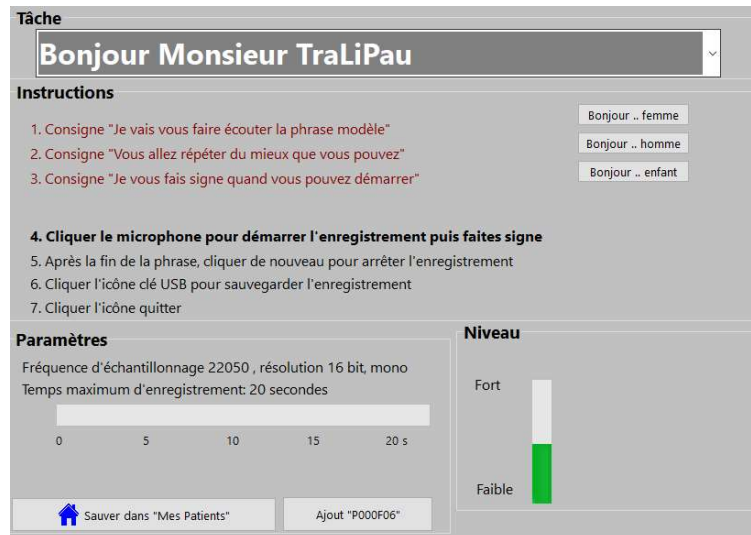 Tâche
Bonjour Monsieur TraLiPau
Instructions
1. Consigne "Je vais vous faire écouter la phrase modèle"
2. Consigne "Vous allez répéter du mieux que vous pouvez"
3. Consigne "Je vous fais signe quand vous pouvez démarrer"
Bonjour .. femme
Bonjour .. homme
Bonjour .. enfant
4. Cliquer le microphone pour démarrer l'enregistrement puis faites signe
5. Après la fin de la phrase, cliquer de nouveau pour arrêter l'enregistrement
6. Cliquer l'icône clé USB pour sauvegarder l'enregistrement
7. Cliquer l'icône quitter
Paramètres
Fréquence d'échantillonnage 22050 , résolution 16 bit, mono
Temps maximum d'enregistrement: 20 secondes
0 5 10 15 20 s
Sauver dans "Mes Patients"
Ajout "P000F06"
Niveau
Fort
Faible